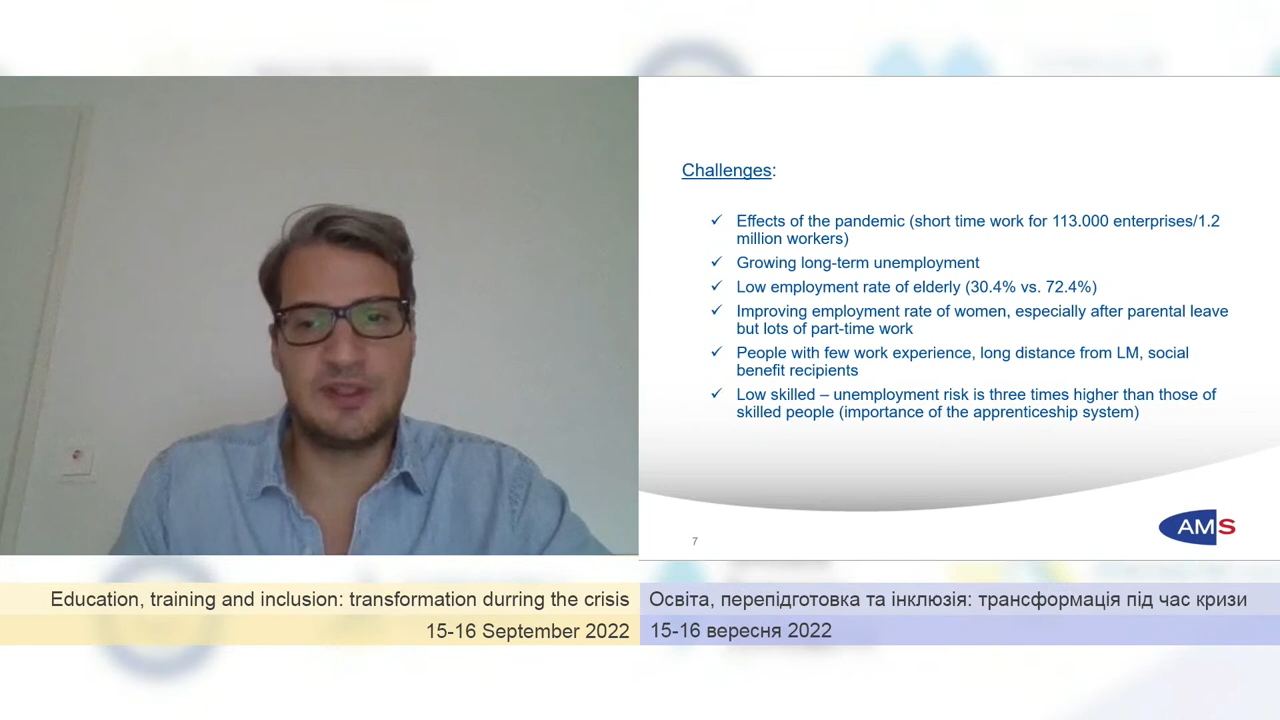 Challenges:
✓ Effects of the pandemic (short time work for 113.000 enterprises/1.2
million workers)
✓ Growing long-term unemployment
✓ Low employment rate of elderly (30.4% vs. 72.4%)
✓ Improving employment rate of women, especially after parental leave
but lots of part-time work
✓ People with few work experience, long distance from LM, social
benefit recipients
✓ Low skilled – unemployment risk is three times higher than those of
skilled people (importance of the apprenticeship system)
7
AMS
Education, training and inclusion: transformation durring the crisis
15-16 September 2022
Освіта, перепідготовка та інклюзія: трансформація під час кризи
15-16 вересня 2022